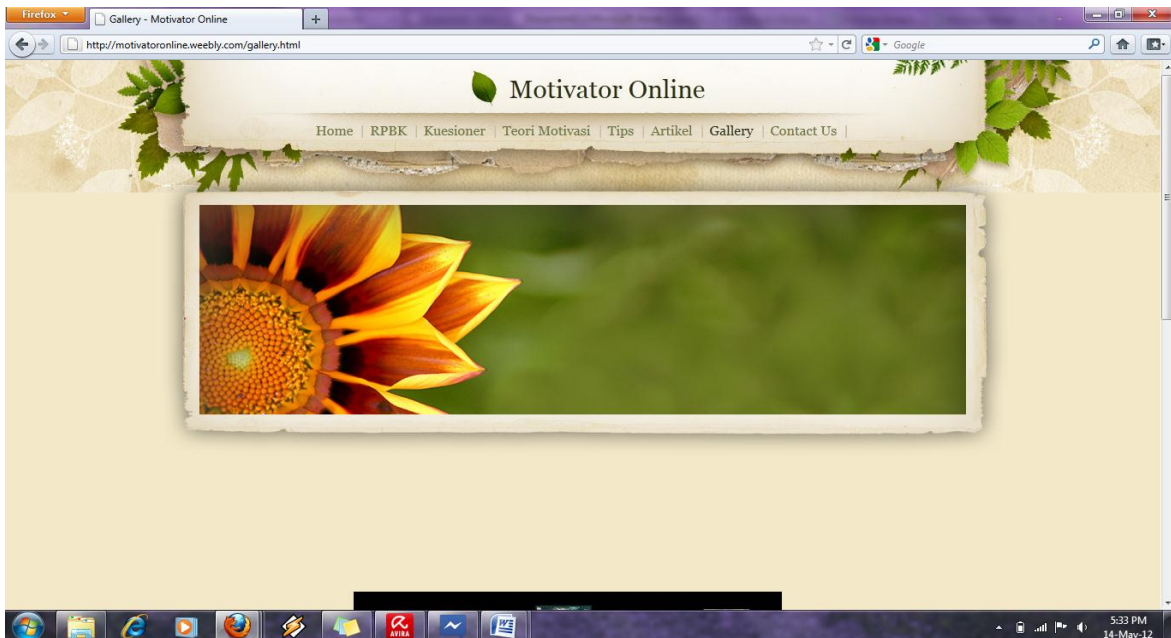 Firefox
Gallery - Motivator Online
http://motivatoronline.weebly.com/gallery.html
Google
Motivator Online
Home | RPBK | Kuesioner | Teori Motivasi | Tips | Artikel | Gallery | Contact Us |
AVIRA
5:33 PM
14-May-12